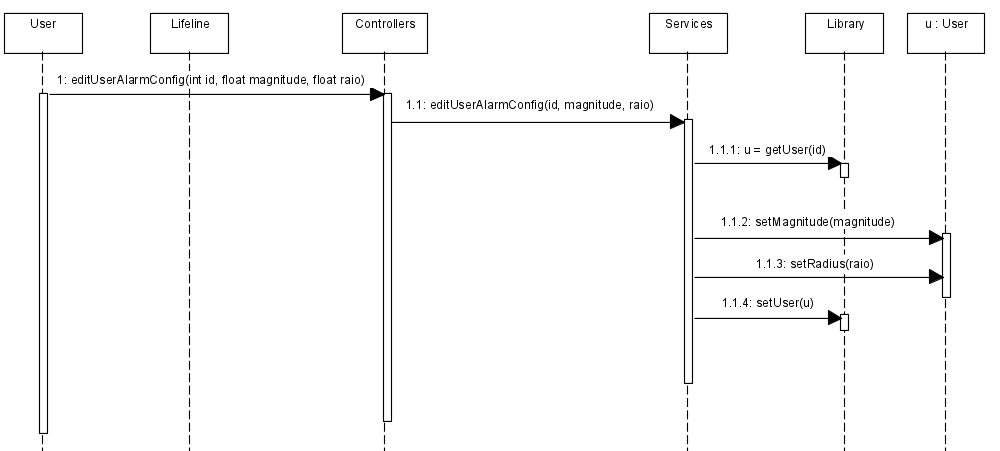 User
Lifeline
Controllers
Services
Library
u : User
1: editUserAlarmConfig(int id, float magnitude, float raio)
1.1: editUserAlarmConfig(id, magnitude, raio)
1.1.1: u = getUser(id)
1.1.2: setMagnitude(magnitude)
1.1.3: setRadius(raio)
1.1.4: setUser(u)